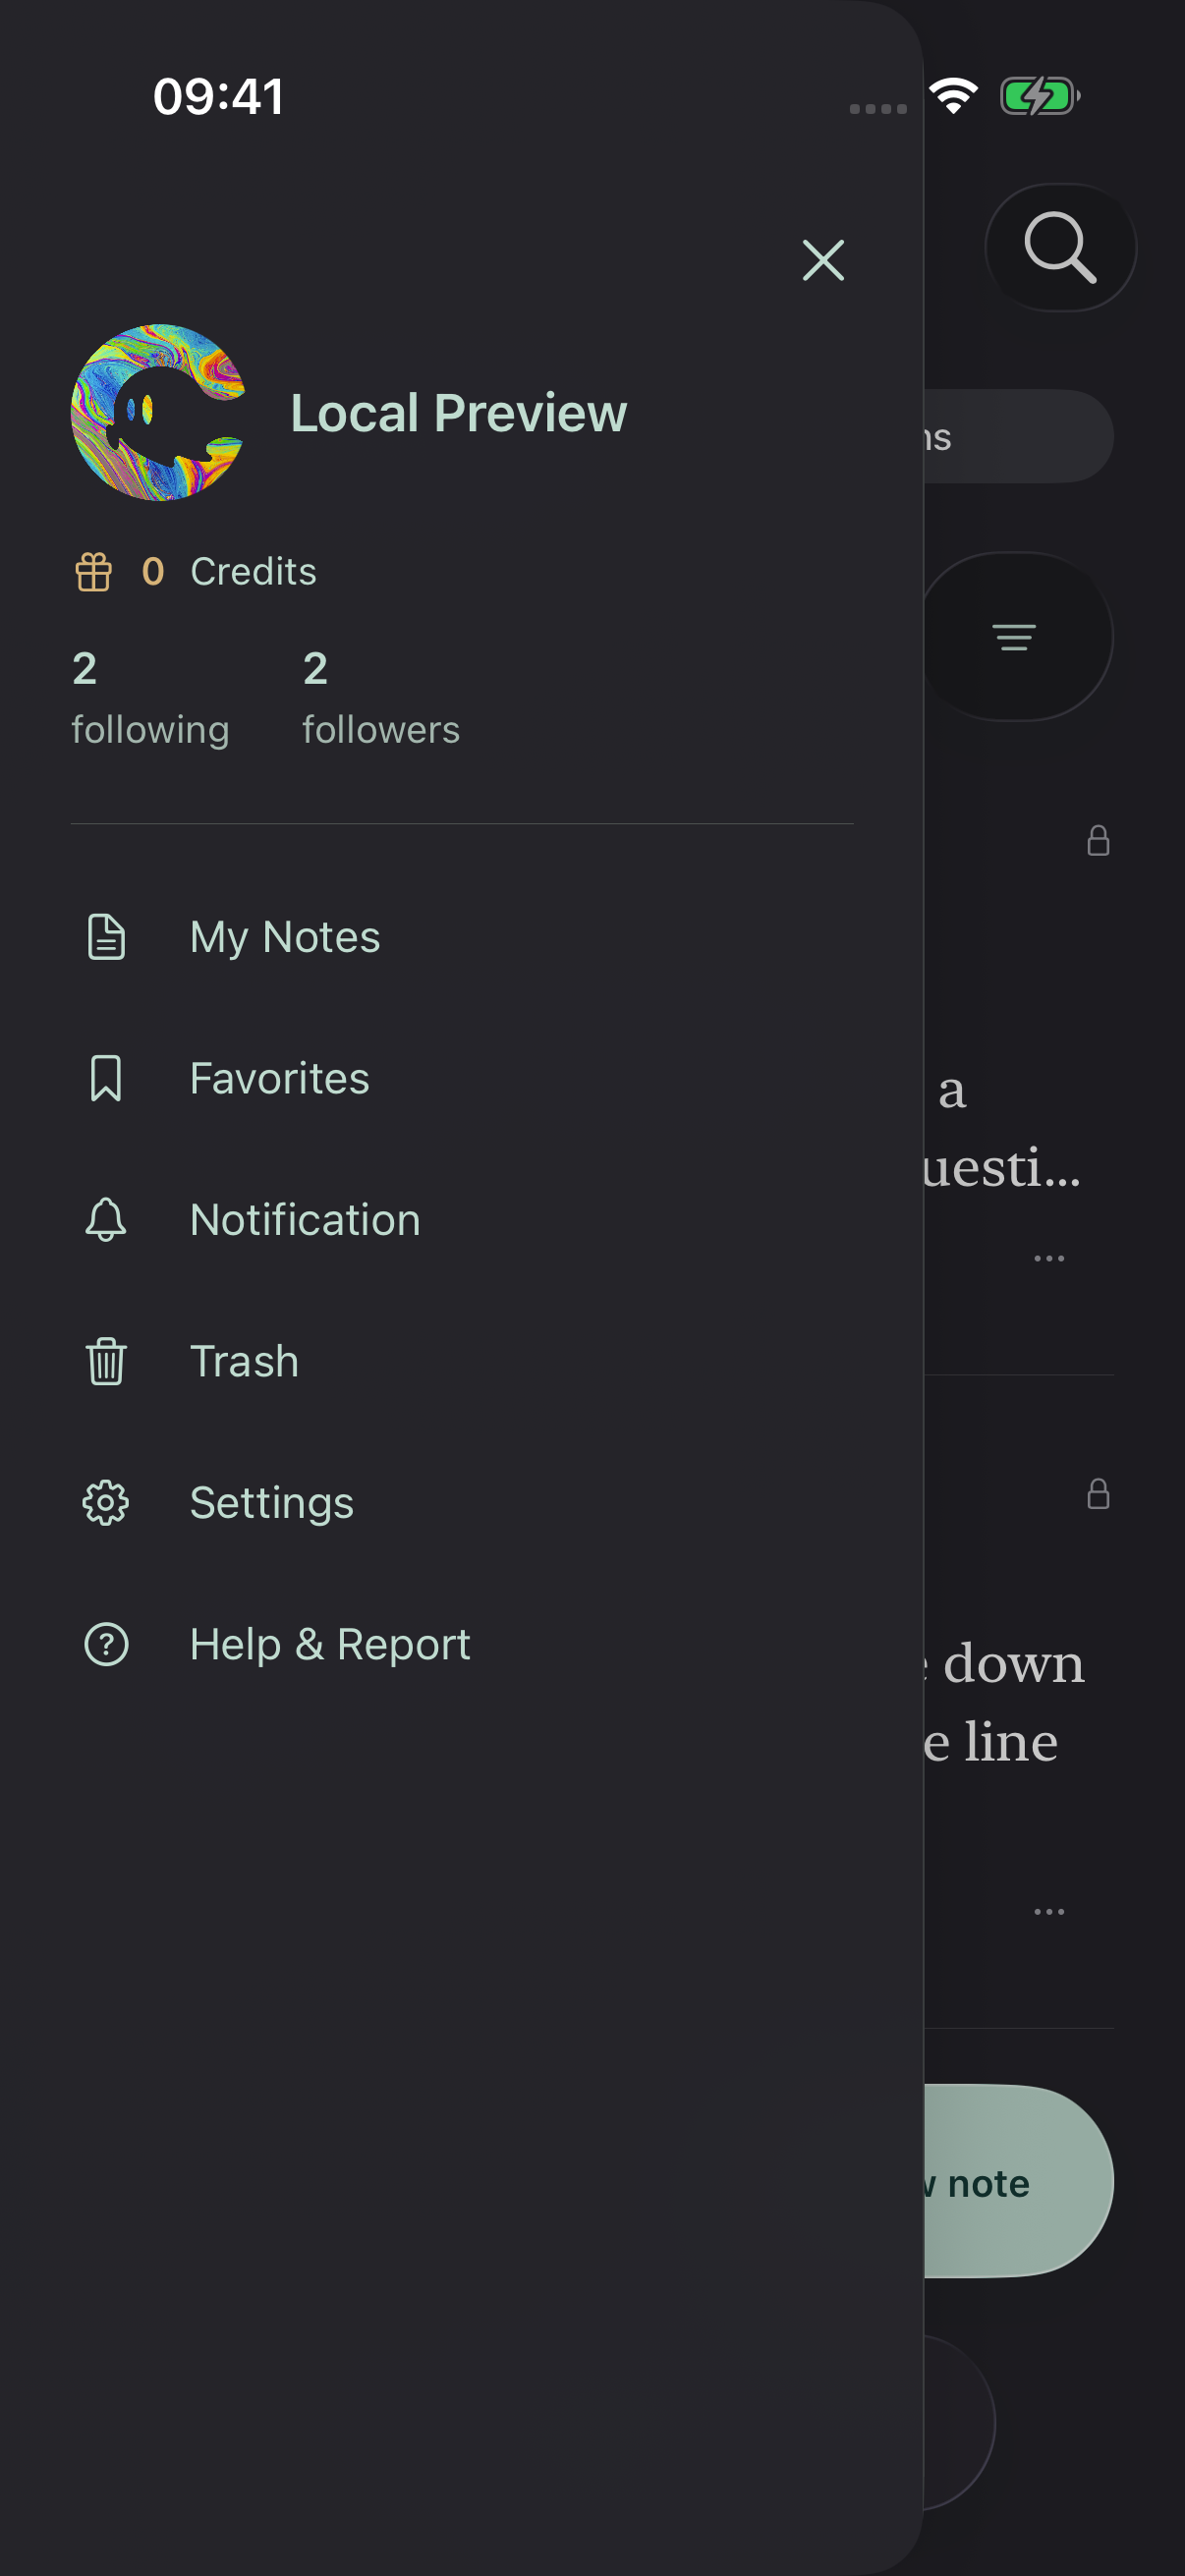 09:41
Local Preview
0 Credits
2 2
following followers
My Notes
Favorites
Notification
Trash
Settings
Help & Report
a
down
line
note